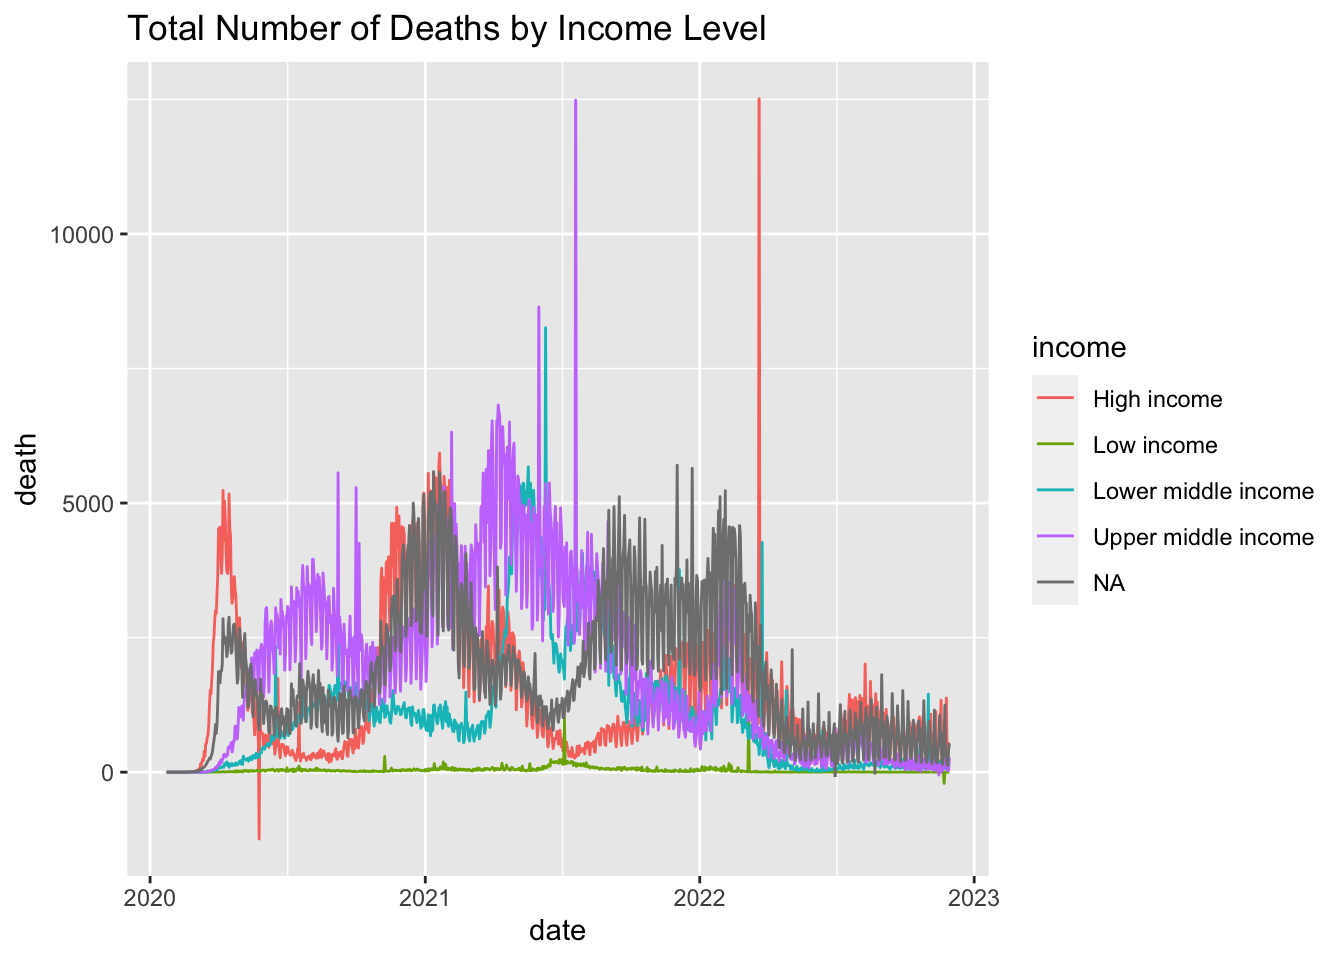 Total Number of Deaths by Income Level
death
10000
5000
0
2020
2021
2022
2023
date
income
High income
Low income
Lower middle income
Upper middle income
NA